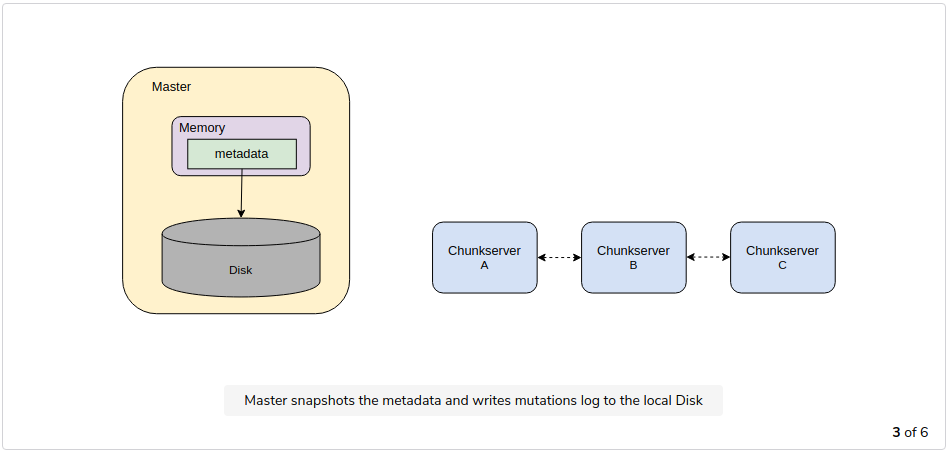 Master
Memory
metadata
Disk
Chunkserver
A
Chunkserver
B
Chunkserver
C
Master snapshots the metadata and writes mutations log to the local Disk
3 of 6